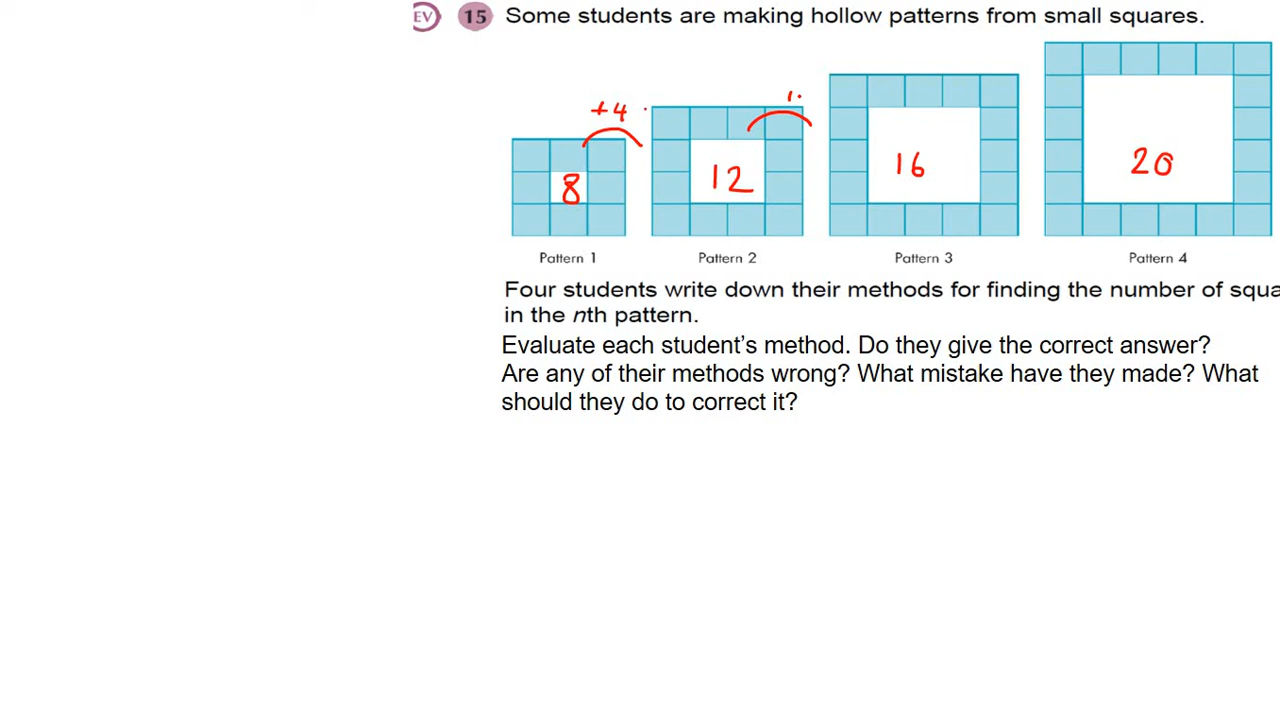 EV 15 Some students are making hollow patterns from small squares.
+4
8 12 16 20
Pattern 1 Pattern 2 Pattern 3 Pattern 4
Four students write down their methods for finding the number of squa
in the nth pattern.
Evaluate each student’s method. Do they give the correct answer?
Are any of their methods wrong? What mistake have they made? What
should they do to correct it?